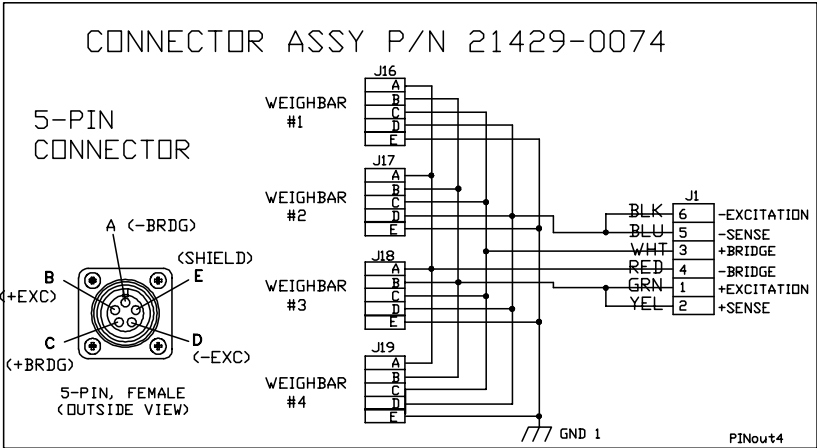 CONNECTOR ASSY P/N 21429-0074
5-PIN
CONNECTOR
A (-BRDG)
(SHIELD)
B
E
(+EXC)
C
D
(+BRDG)
(-EXC)
5-PIN, FEMALE
(OUTSIDE VIEW)
J16
WEIGHBAR
#1
A
B
C
D
E
J17
WEIGHBAR
#2
A
B
C
D
E
J18
WEIGHBAR
#3
A
B
C
D
E
J19
WEIGHBAR
#4
A
B
C
D
E
GND 1
J1
BLK 6 -EXCITATION
BLU 5 -SENSE
WHT 3 +BRIDGE
RED 4 -BRIDGE
GRN 1 +EXCITATION
YEL 2 +SENSE
PINout4